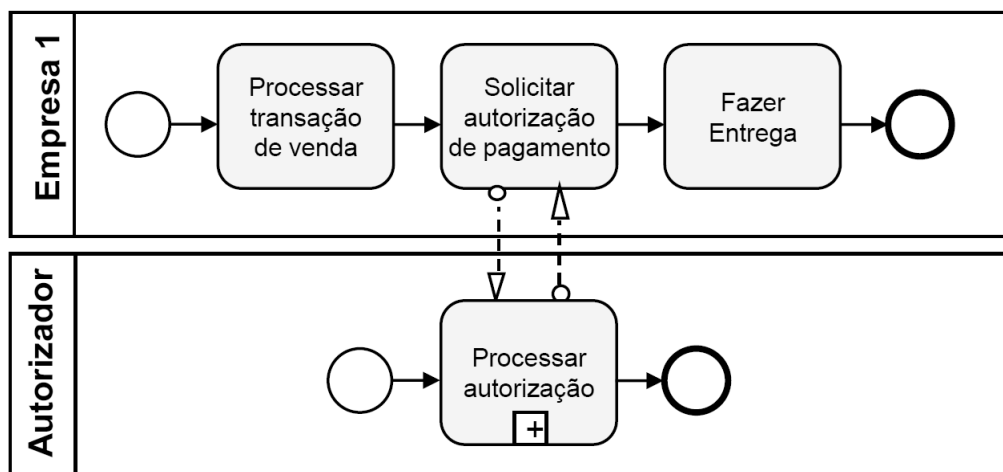 Empresa 1
Processar
transação
de venda
Solicitar
autorização
de pagamento
Fazer
Entrega
Autorizador
Processar
autorização
+